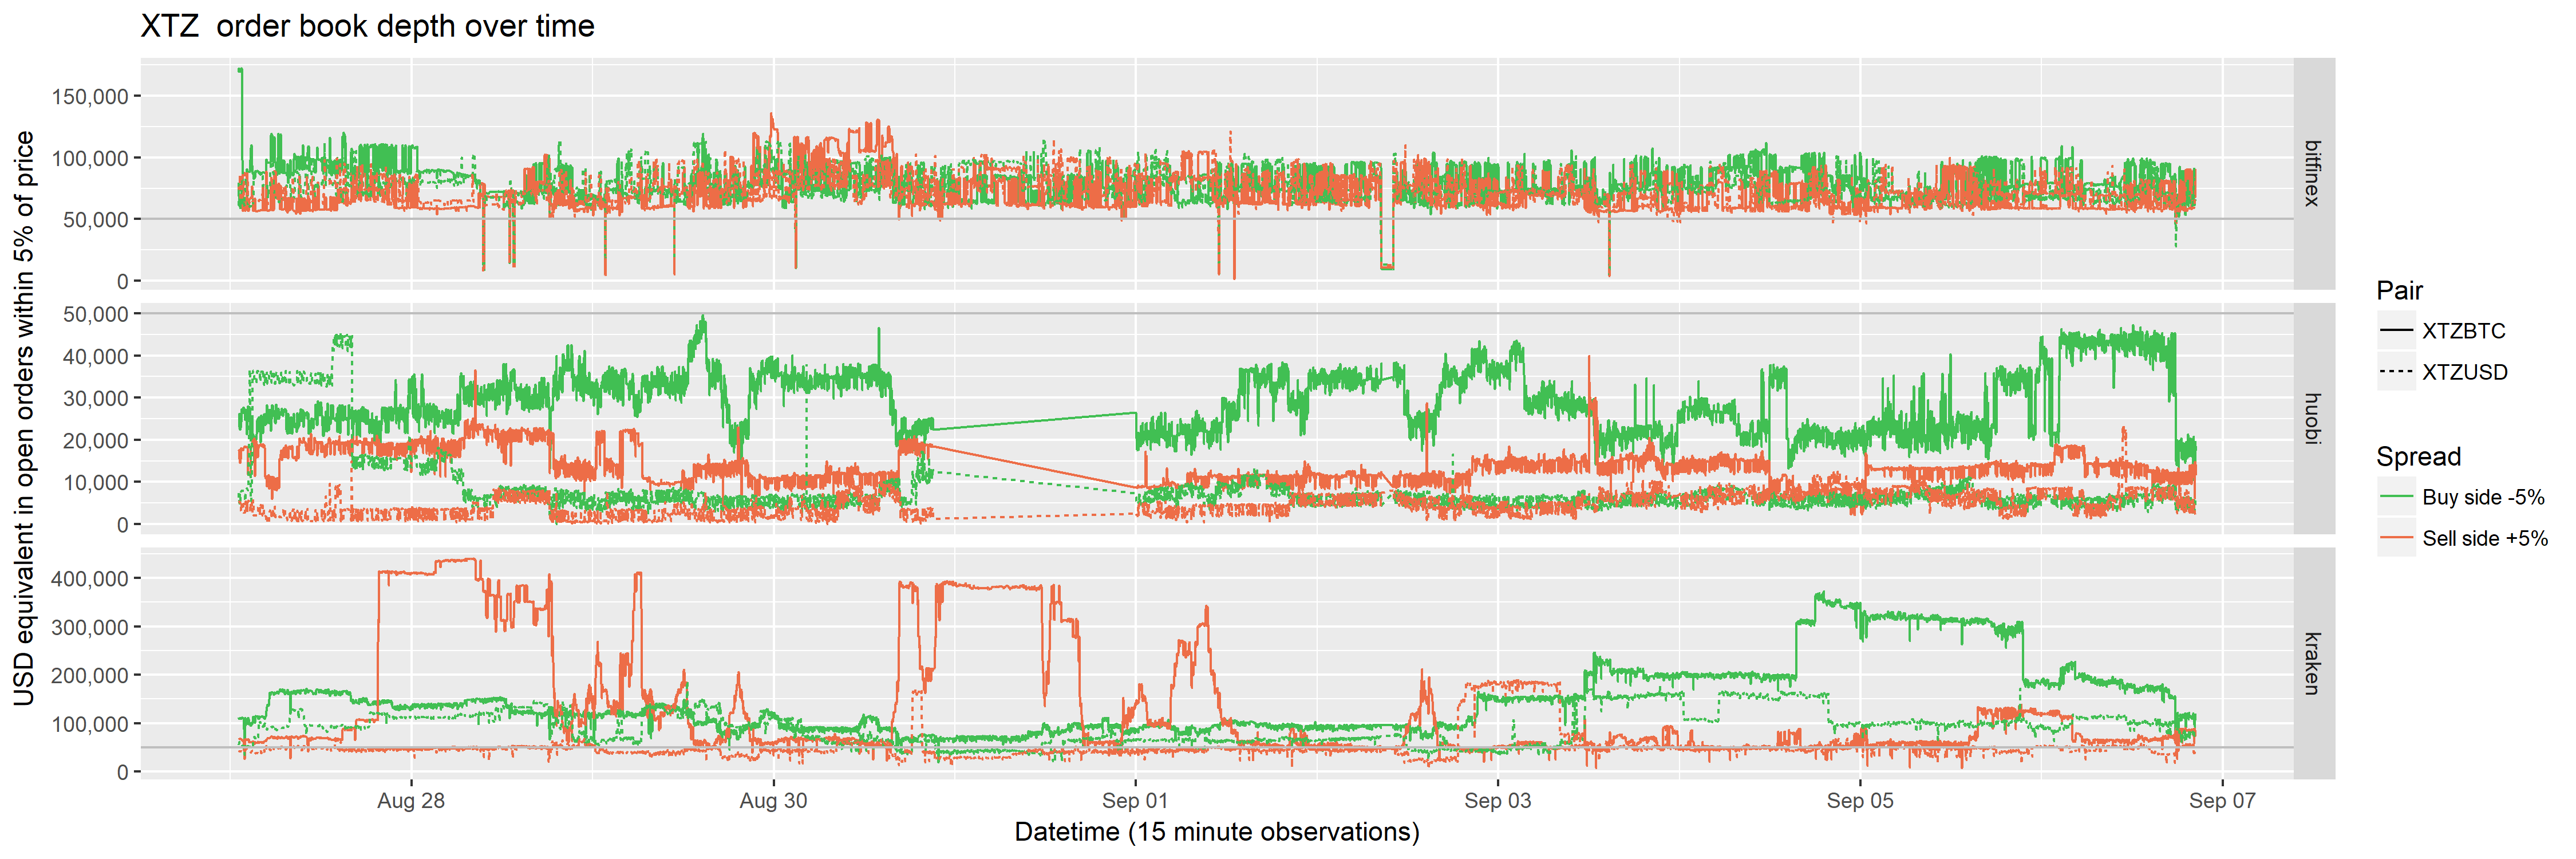 XTZ  order book depth over time
USD equivalent in open orders within 5% of price
150,000
100,000
50,000
0
bitfinex
50,000
40,000
30,000
20,000
10,000
0
huobi
400,000
300,000
200,000
100,000
0
kraken
Aug 28
Aug 30
Sep 01
Sep 03
Sep 05
Sep 07
Datetime (15 minute observations)
Pair
XTZBTC
XTZUSD
Spread
Buy side -5%
Sell side +5%